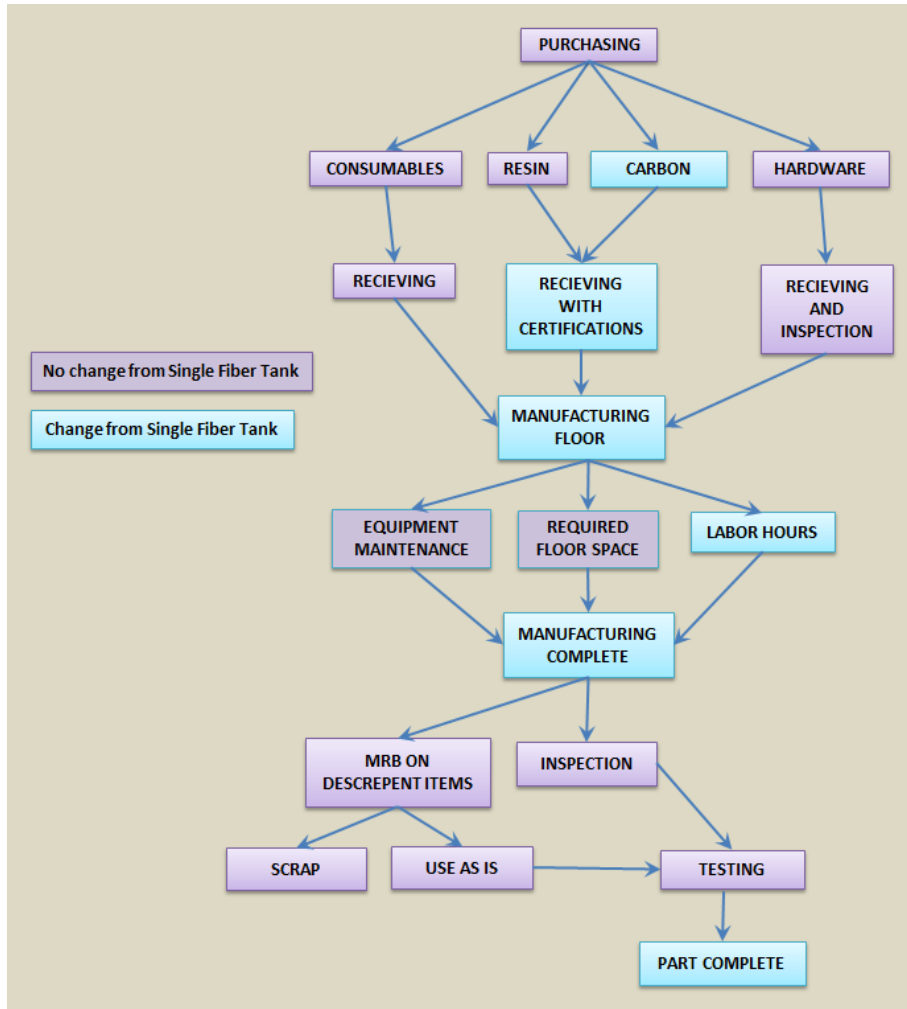 PURCHASING
CONSUMABLES
RESIN
CARBON
HARDWARE
RECIEVING
RECIEVING
WITH
CERTIFICATIONS
RECIEVING
AND
INSPECTION
No change from Single Fiber Tank
Change from Single Fiber Tank
MANUFACTURING
FLOOR
EQUIPMENT
MAINTENANCE
REQUIRED
FLOOR SPACE
LABOR HOURS
MANUFACTURING
COMPLETE
MRB ON
DESCREPENT ITEMS
INSPECTION
SCRAP
USE AS IS
TESTING
PART COMPLETE